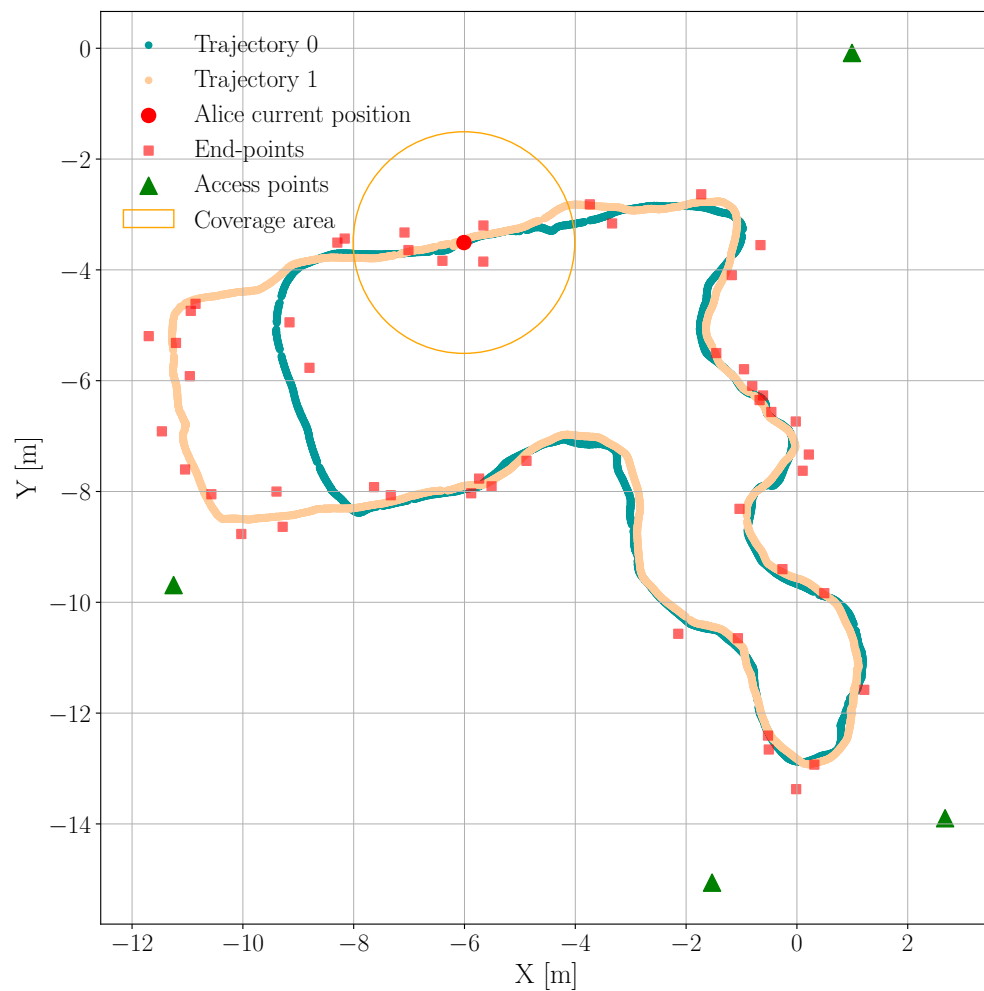 Trajectory 0
Trajectory 1
Alice current position
End-points
Access points
Coverage area
0
−2
−4
−6
−8
−10
−12
−14
Y [m]
−12 −10 −8 −6 −4 −2 0 2
X [m]